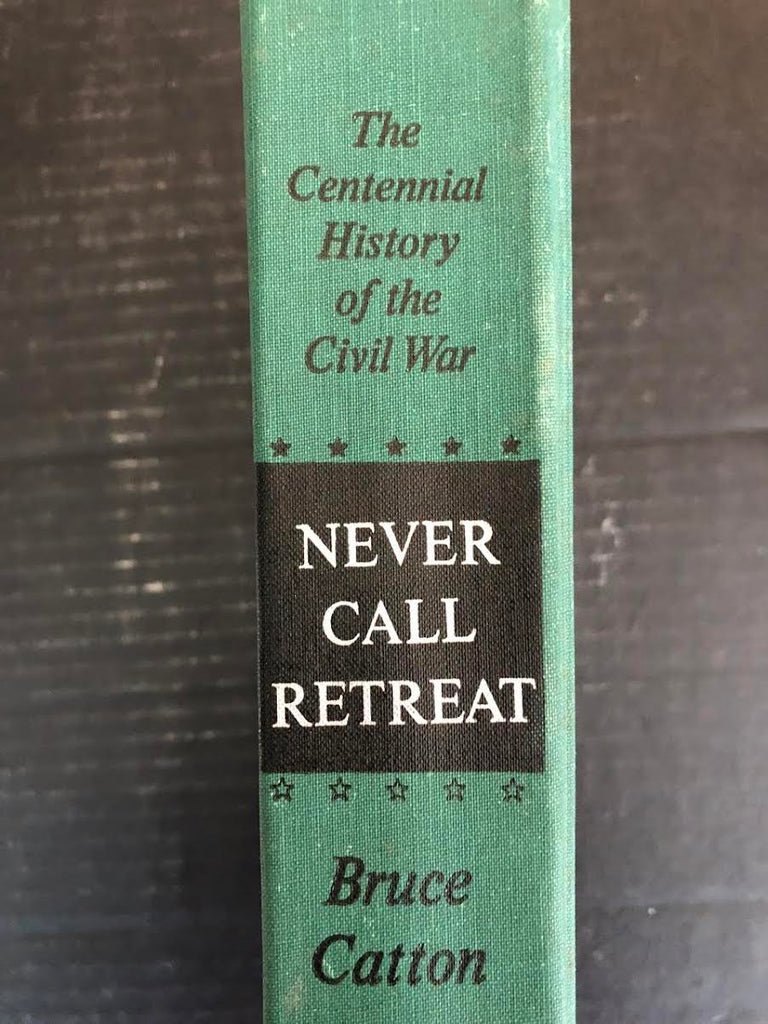 The
Centennial
History
of the
Civil War
NEVER
CALL
RETREAT
Bruce
Catton